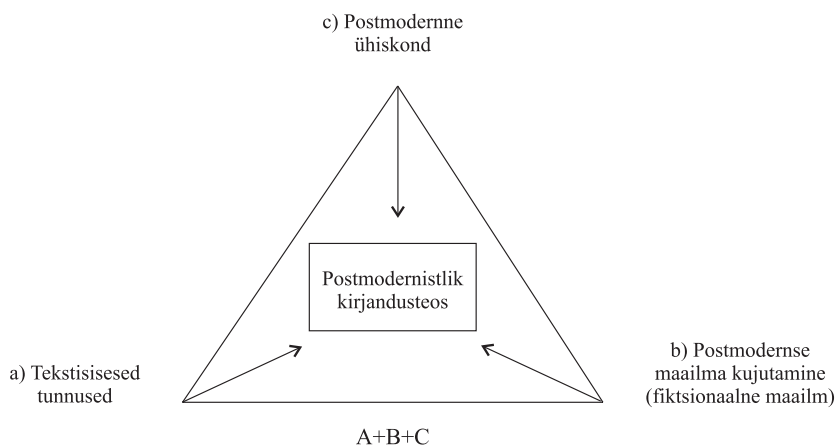 c) Postmodernne
ühiskond
Postmodernistlik
kirjandusteos
a) Tekstisisesed
tunnused
b) Postmodernse
maailma kujutamine
(fiktsionaalne maailm)
A+B+C